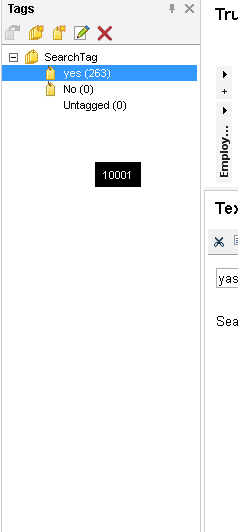 Tags
SearchTag
yes (263)
No (0)
Untagged (0)
10001
Tru
+
Employ...
Tex
yas
Sea